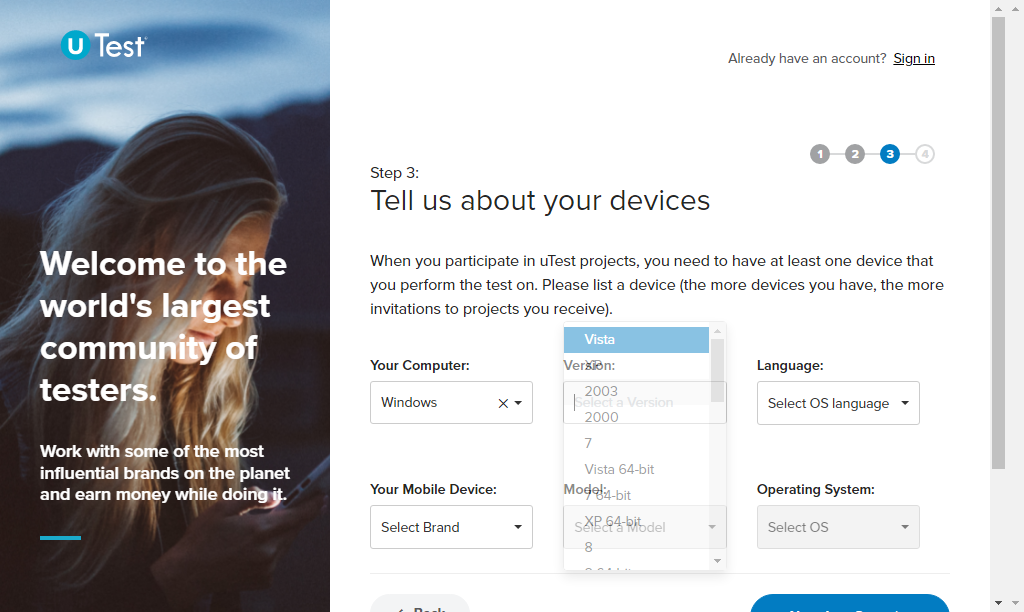 U Test
Already have an account? Sign in
1 2 3 4
Step 3:
Tell us about your devices
Welcome to the
world's largest
community of
testers.
Work with some of the most
influential brands on the planet
and earn money while doing it.
When you participate in uTest projects, you need to have at least one device that
you perform the test on. Please list a device (the more devices you have, the more
invitations to projects you receive).
Your Computer:
Version:
Language:
Windows
Select a Version
Select OS language
Vista
XP
2003
2000
7
Vista 64-bit
7 64-bit
XP 64-bit
8
Your Mobile Device:
Model:
Operating System:
Select Brand
Select a Model
Select OS
Back